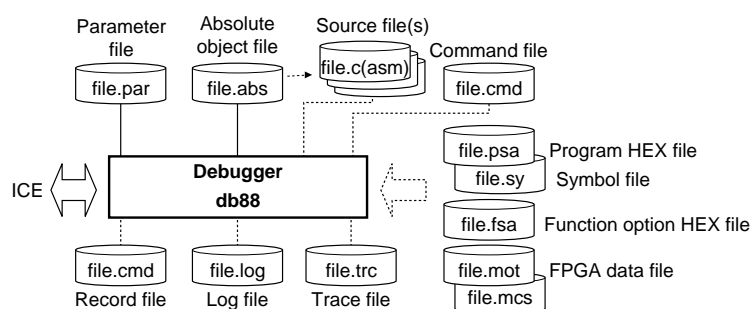 Parameter
file
Absolute
object file
Source file(s)
Command file
file.par
file.abs
file.c(asm)
file.cmd
ICE
Debugger
db88
file.psa
Program HEX file
file.sy
Symbol file
file.fsa
Function option HEX file
file.cmd
file.log
file.trc
file.mot
FPGA data file
file.mcs
Record file
Log file
Trace file